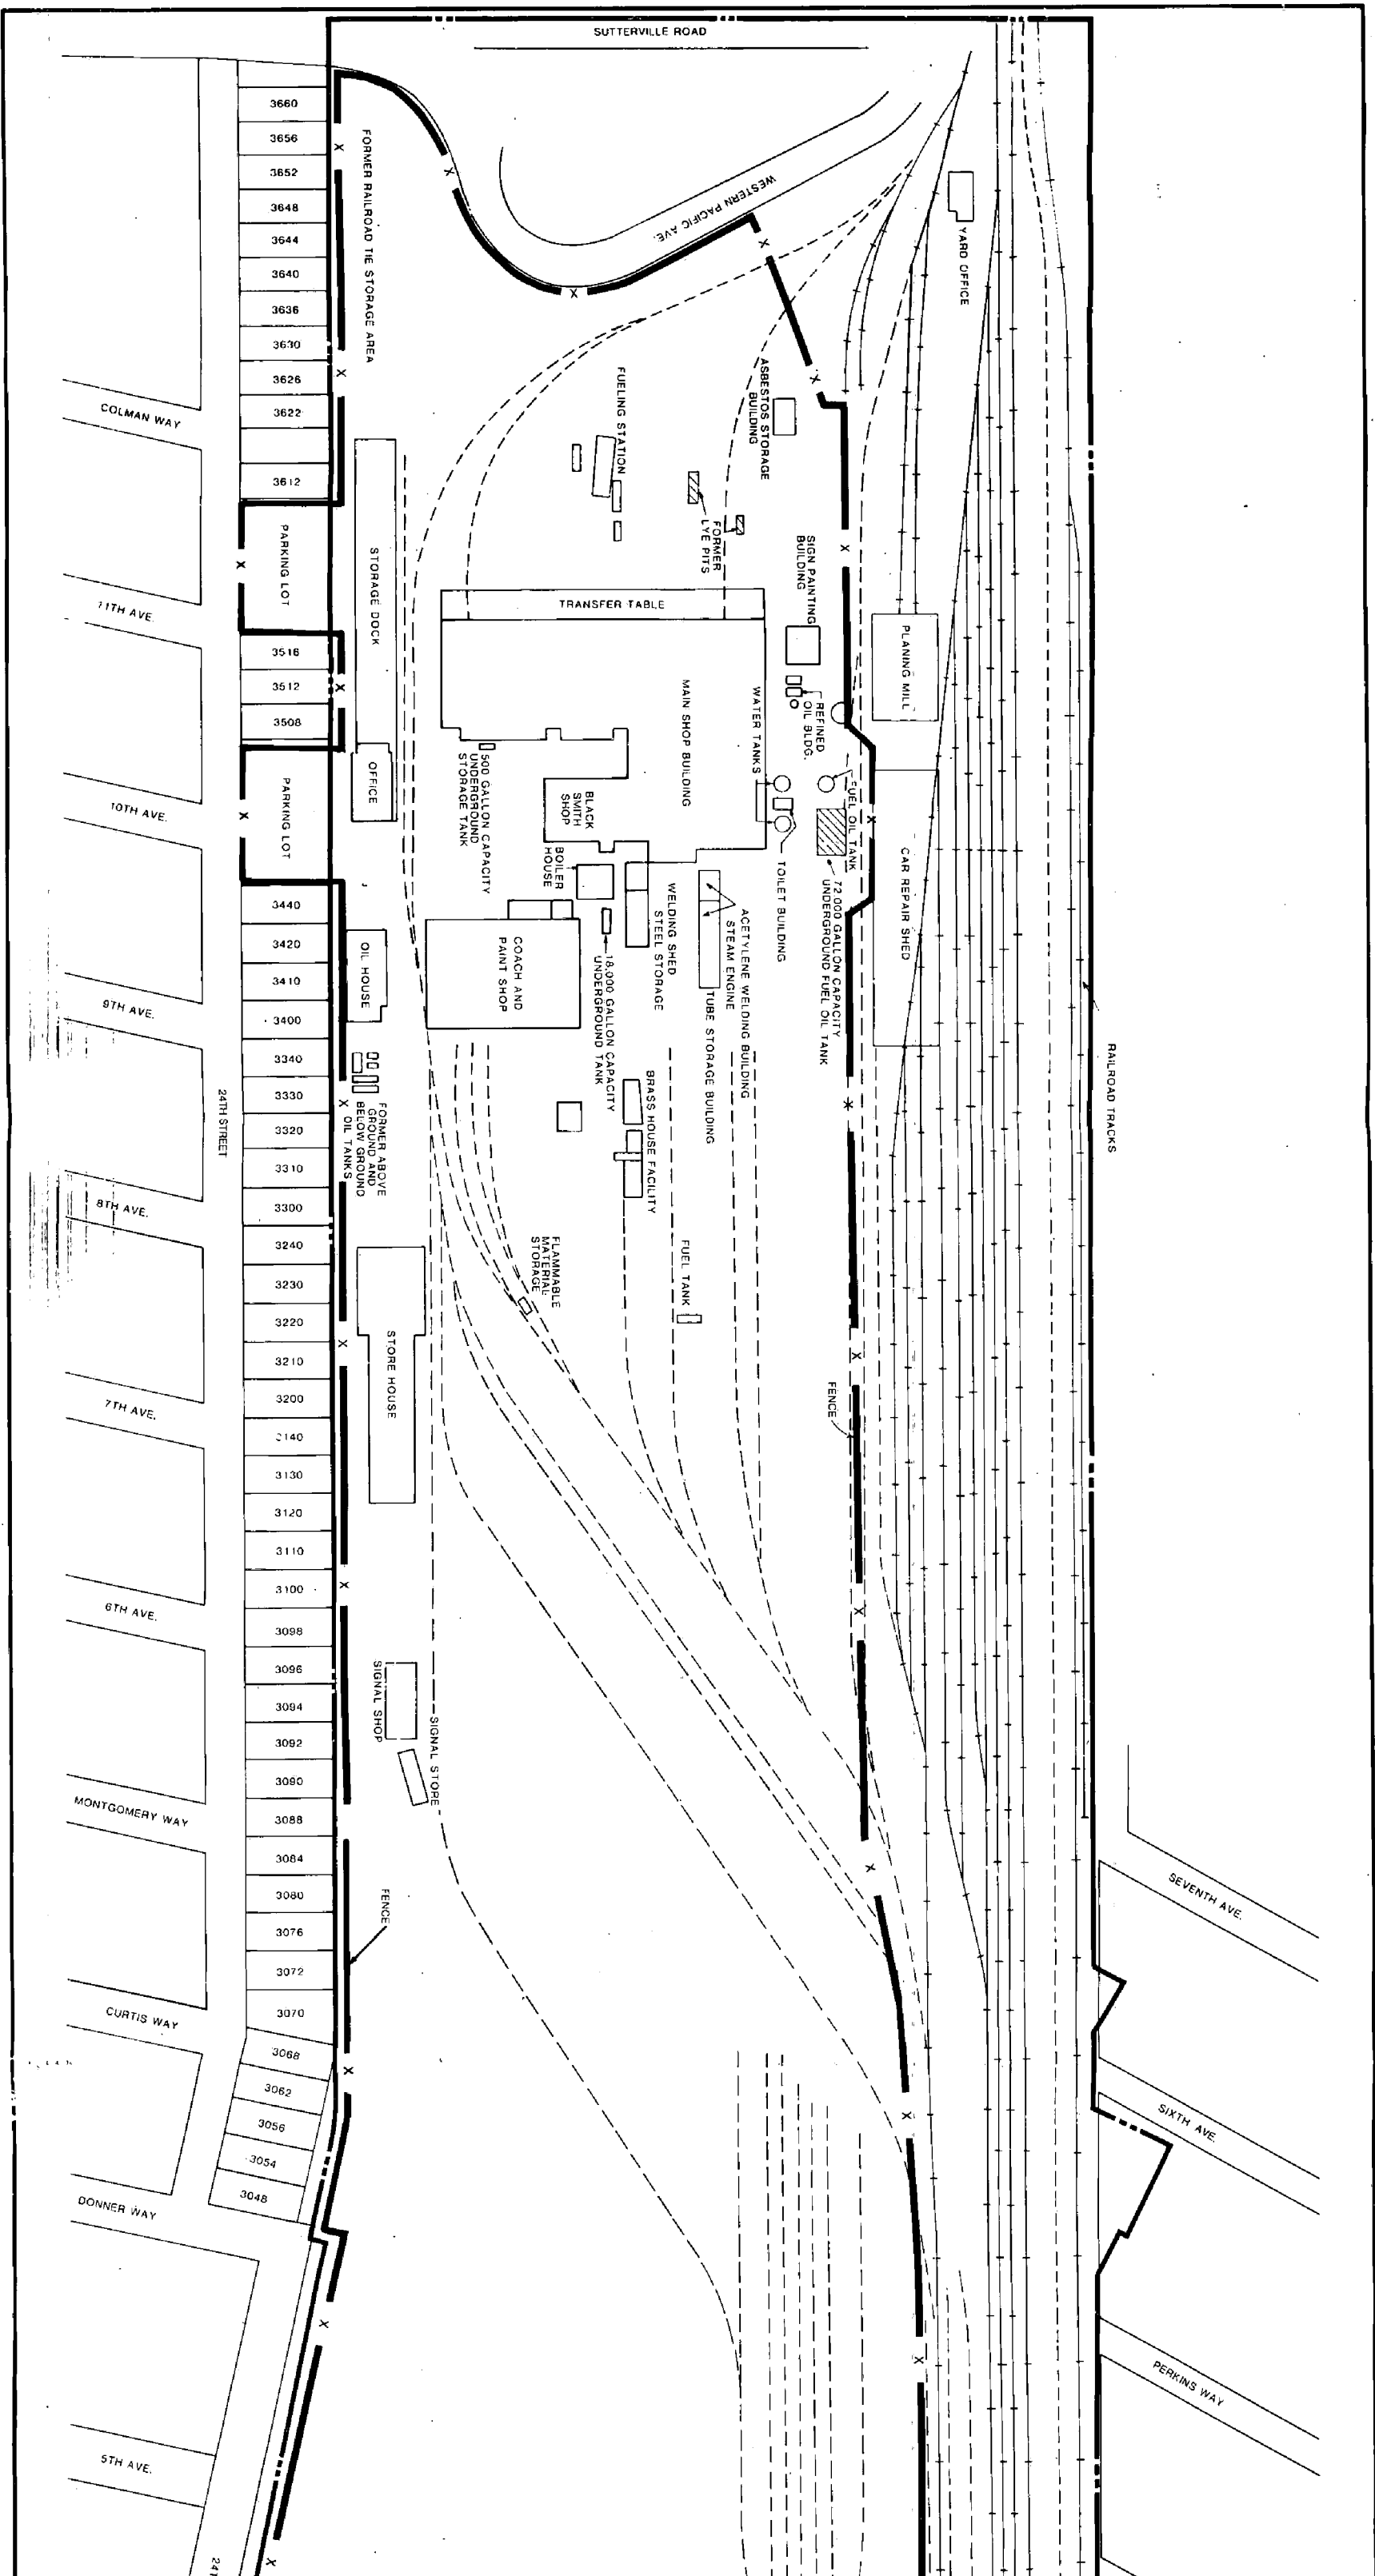 SUTTERVILLE ROAD
3660
3656
3652
3648
3644
3640
3636
3630
3626
3622
3612
FORMER RAILROAD TIE STORAGE AREA
WESTERN PACIFIC AVE.
YARD OFFICE
COLMAN WAY
FUELING STATION
ASBESTOS STORAGE
BUILDING
FORMER
LYE PITS
SIGN PAINTING
BUILDING
PARKING LOT
STORAGE DOCK
TRANSFER TABLE
PLANING MILL
11TH AVE.
3516
3512
3508
MAIN SHOP BUILDING
WATER TANKS
REFINED
OIL BLDG.
OFFICE
500 GALLON CAPACITY
UNDERGROUND
STORAGE TANK
BLACK
SMITH
SHOP
FUEL OIL TANK
10TH AVE.
PARKING LOT
BOILER
HOUSE
TOILET BUILDING
72,000 GALLON CAPACITY
UNDERGROUND FUEL OIL TANK
CAR REPAIR SHED
3440
3420
3410
3400
3340
3330
3320
3310
3300
3240
3230
3220
3210
3200
3130
3120
3110
3100
3098
3096
3094
3092
3090
3088
3084
3080
3076
3072
3070
3068
3062
3056
3054
3048
OIL HOUSE
COACH AND
PAINT SHOP
WELDING SHED
STEEL STORAGE
ACETYLENE WELDING BUILDING
STEAM ENGINE
18,000 GALLON CAPACITY
UNDERGROUND TANK
TUBE STORAGE BUILDING
9TH AVE.
24TH STREET
FORMER ABOVE
GROUND AND
BELOW GROUND
OIL TANKS
BRASS HOUSE FACILITY
RAILROAD TRACKS
8TH AVE.
FLAMMABLE
MATERIAL
STORAGE
FUEL TANK
STORE HOUSE
FENCE
7TH AVE.
6TH AVE.
SIGNAL SHOP
SIGNAL STORE
MONTGOMERY WAY
FENCE
SEVENTH AVE.
CURTIS WAY
SIXTH AVE.
DONNER WAY
PERKINS WAY
5TH AVE.